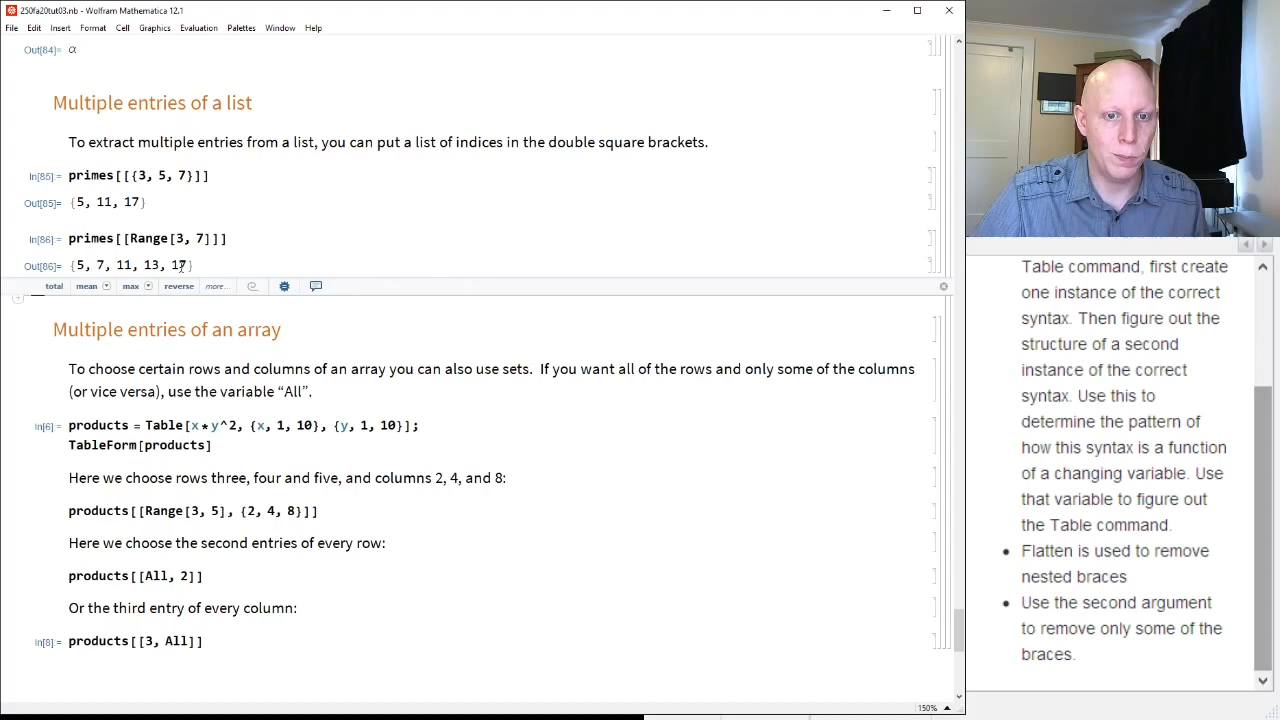 250fa20tut03.nb - Wolfram Mathematica 12.1
File Edit Insert Format Cell Graphics Evaluation Palettes Window Help
Out[84]= α
Multiple entries of a list
To extract multiple entries from a list, you can put a list of indices in the double square brackets.
In[85]:= primes[[{3, 5, 7}]]
Out[85]= {5, 11, 17}
In[86]:= primes[[Range[3, 7]]]
Out[86]= {5, 7, 11, 13, 17}
total mean max reverse more...
Multiple entries of an array
To choose certain rows and columns of an array you can also use sets. If you want all of the rows and only some of the columns
(or vice versa), use the variable “All”.
In[6]:= products = Table[x * y^2, {x, 1, 10}, {y, 1, 10}];
TableForm[products]
Here we choose rows three, four and five, and columns 2, 4, and 8:
products[[Range[3, 5], {2, 4, 8}]]
Here we choose the second entries of every row:
products[[All, 2]]
Or the third entry of every column:
In[8]:= products[[3, All]]
150%
Table command, first create
one instance of the correct
syntax. Then figure out the
structure of a second
instance of the correct
syntax. Use this to
determine the pattern of
how this syntax is a function
of a changing variable. Use
that variable to figure out
the Table command.
• Flatten is used to remove
nested braces
• Use the second argument
to remove only some of the
braces.